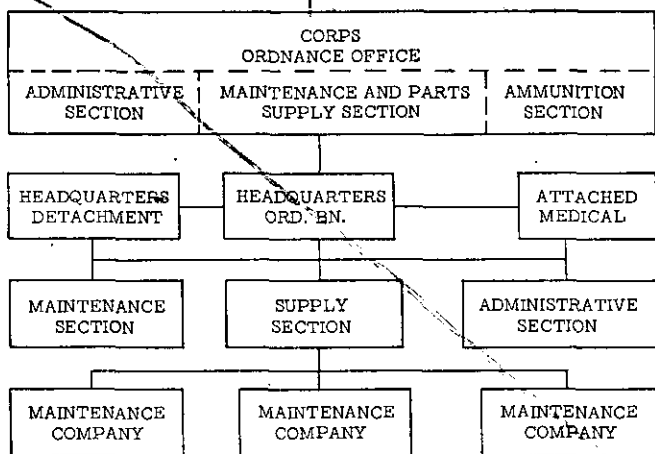 CORPS
ORDNANCE OFFICE
ADMINISTRATIVE
SECTION
MAINTENANCE AND PARTS
SUPPLY SECTION
AMMUNITION
SECTION
HEADQUARTERS
DETACHMENT
HEADQUARTERS
ORD. BN.
ATTACHED
MEDICAL
MAINTENANCE
SECTION
SUPPLY
SECTION
ADMINISTRATIVE
SECTION
MAINTENANCE
COMPANY
MAINTENANCE
COMPANY
MAINTENANCE
COMPANY